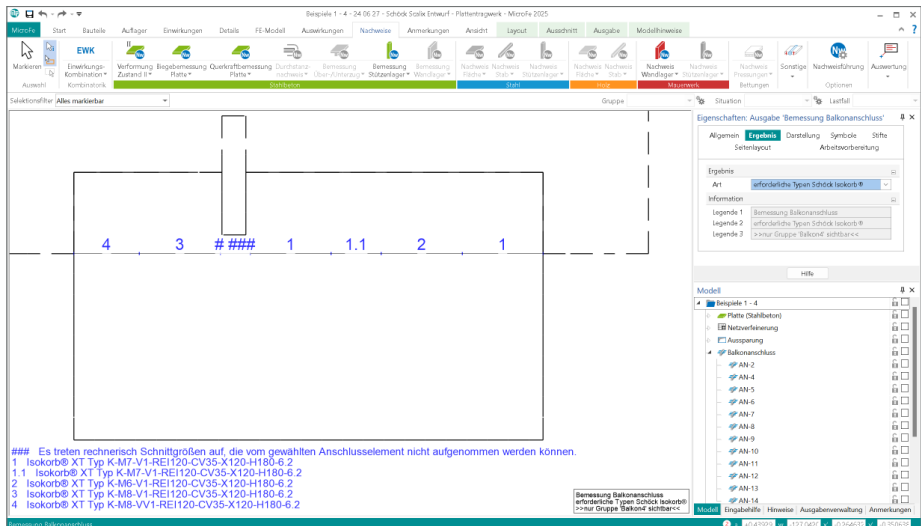 Beispiele 1 - 4 - 24 06 27 - Schöck Scalix Entwurf - Plattentragwerk - MicroFe 2025
MicroFe Start Bauteile Auflager Einwirkungen Details FE-Modell Auswirkungen Nachweise Anmerkungen Ansicht Layout Ausschnitt Ausgabe Modellhinweise
Markieren
EWK
Einwirkungs-Kombination
Verformung Zustand II
Biegebemessung Platte
Querkraftbemessung Platte
Durchstanz-nachweis
Bemessung
Bemessung Stützenlager
Bemessung Wandlager
Nachweis Fläche
Nachweis Stab
Nachweis Stützenlager
Nachweis Fläche
Nachweis Stab
Nachweis Wandlager
Nachweis Stützenlager
Nachweis Pressungen
Sonstige
Nachweisführung
Auswertung
Auswahl Kombinatorik Stahlbeton Stahl Holz Mauerwerk Bettungen Optionen
Selektionsfilter Alles markierbar Gruppe Situation Lastfall
4 3 # ### 1 1.1 2 1
### Es treten rechnerisch Schnittgrößen auf, die vom gewählten Anschlusselement nicht aufgenommen werden können.
1 Isokorb® XT Typ K-M7-V1-REI120-CV35-X120-H180-6.2
1.1 Isokorb® XT Typ K-M7-V1-REI120-CV35-X120-H180-6.2
2 Isokorb® XT Typ K-M6-V1-REI120-CV35-X120-H180-6.2
3 Isokorb® XT Typ K-M8-V1-REI120-CV35-X120-H180-6.2
4 Isokorb® XT Typ K-M8-VV1-REI120-CV35-X120-H180-6.2
Bemessung Balkonanschluss
erforderliche Typen Schöck Isokorb®
>>nur Gruppe 'Balkon4' sichtbar<<
Eigenschaften: Ausgabe 'Bemessung Balkonanschluss'
Allgemein Ergebnis Darstellung Symbole Stifte
Seitenlayout Arbeitsvorbereitung
Ergebnis
Art erforderliche Typen Schöck Isokorb®
Information
Legende 1 Bemessung Balkonanschluss
Legende 2 erforderliche Typen Schöck Isokorb®
Legende 3 >>nur Gruppe 'Balkon4' sichtbar<<
Hilfe
Modell
Beispiele 1 - 4
Platte (Stahlbeton)
Netzverfeinerung
Aussparung
Balkonanschluss
AN-2
AN-4
AN-5
AN-6
AN-7
AN-8
AN-9
AN-10
AN-11
AN-12
AN-13
AN-14
Modell Eingabehilfe Hinweise Ausgabenverwaltung Anmerkungen
Bemessung Balkonanschluss